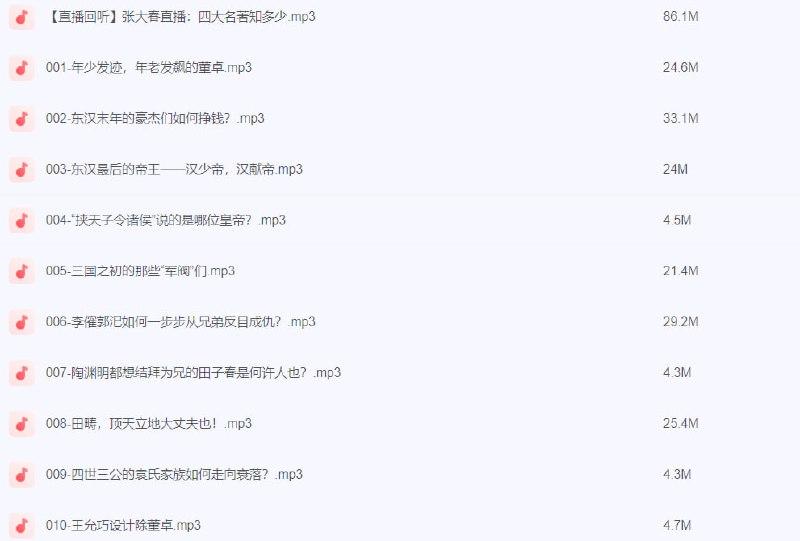 【直播回听】张大春直播：四大名著知多少.mp3 86.1M
001-年少发迹，年老发飙的董卓.mp3 24.6M
002-东汉末年的豪杰们如何挣钱？.mp3 33.1M
003-东汉最后的帝王——汉少帝，汉献帝.mp3 24M
004-“挟天子令诸侯”说的是哪位皇帝？.mp3 4.5M
005-三国之初的那些“军阀”们.mp3 21.4M
006-李傕郭汜如何一步步从兄弟反目成仇？.mp3 29.2M
007-陶渊明都想结拜为兄的田子春是何许人也？.mp3 4.3M
008-田畴，顶天立地大丈夫也！.mp3 25.4M
009-四世三公的袁氏家族如何走向衰落？.mp3 4.3M
010-王允巧设计除董卓.mp3 4.7M